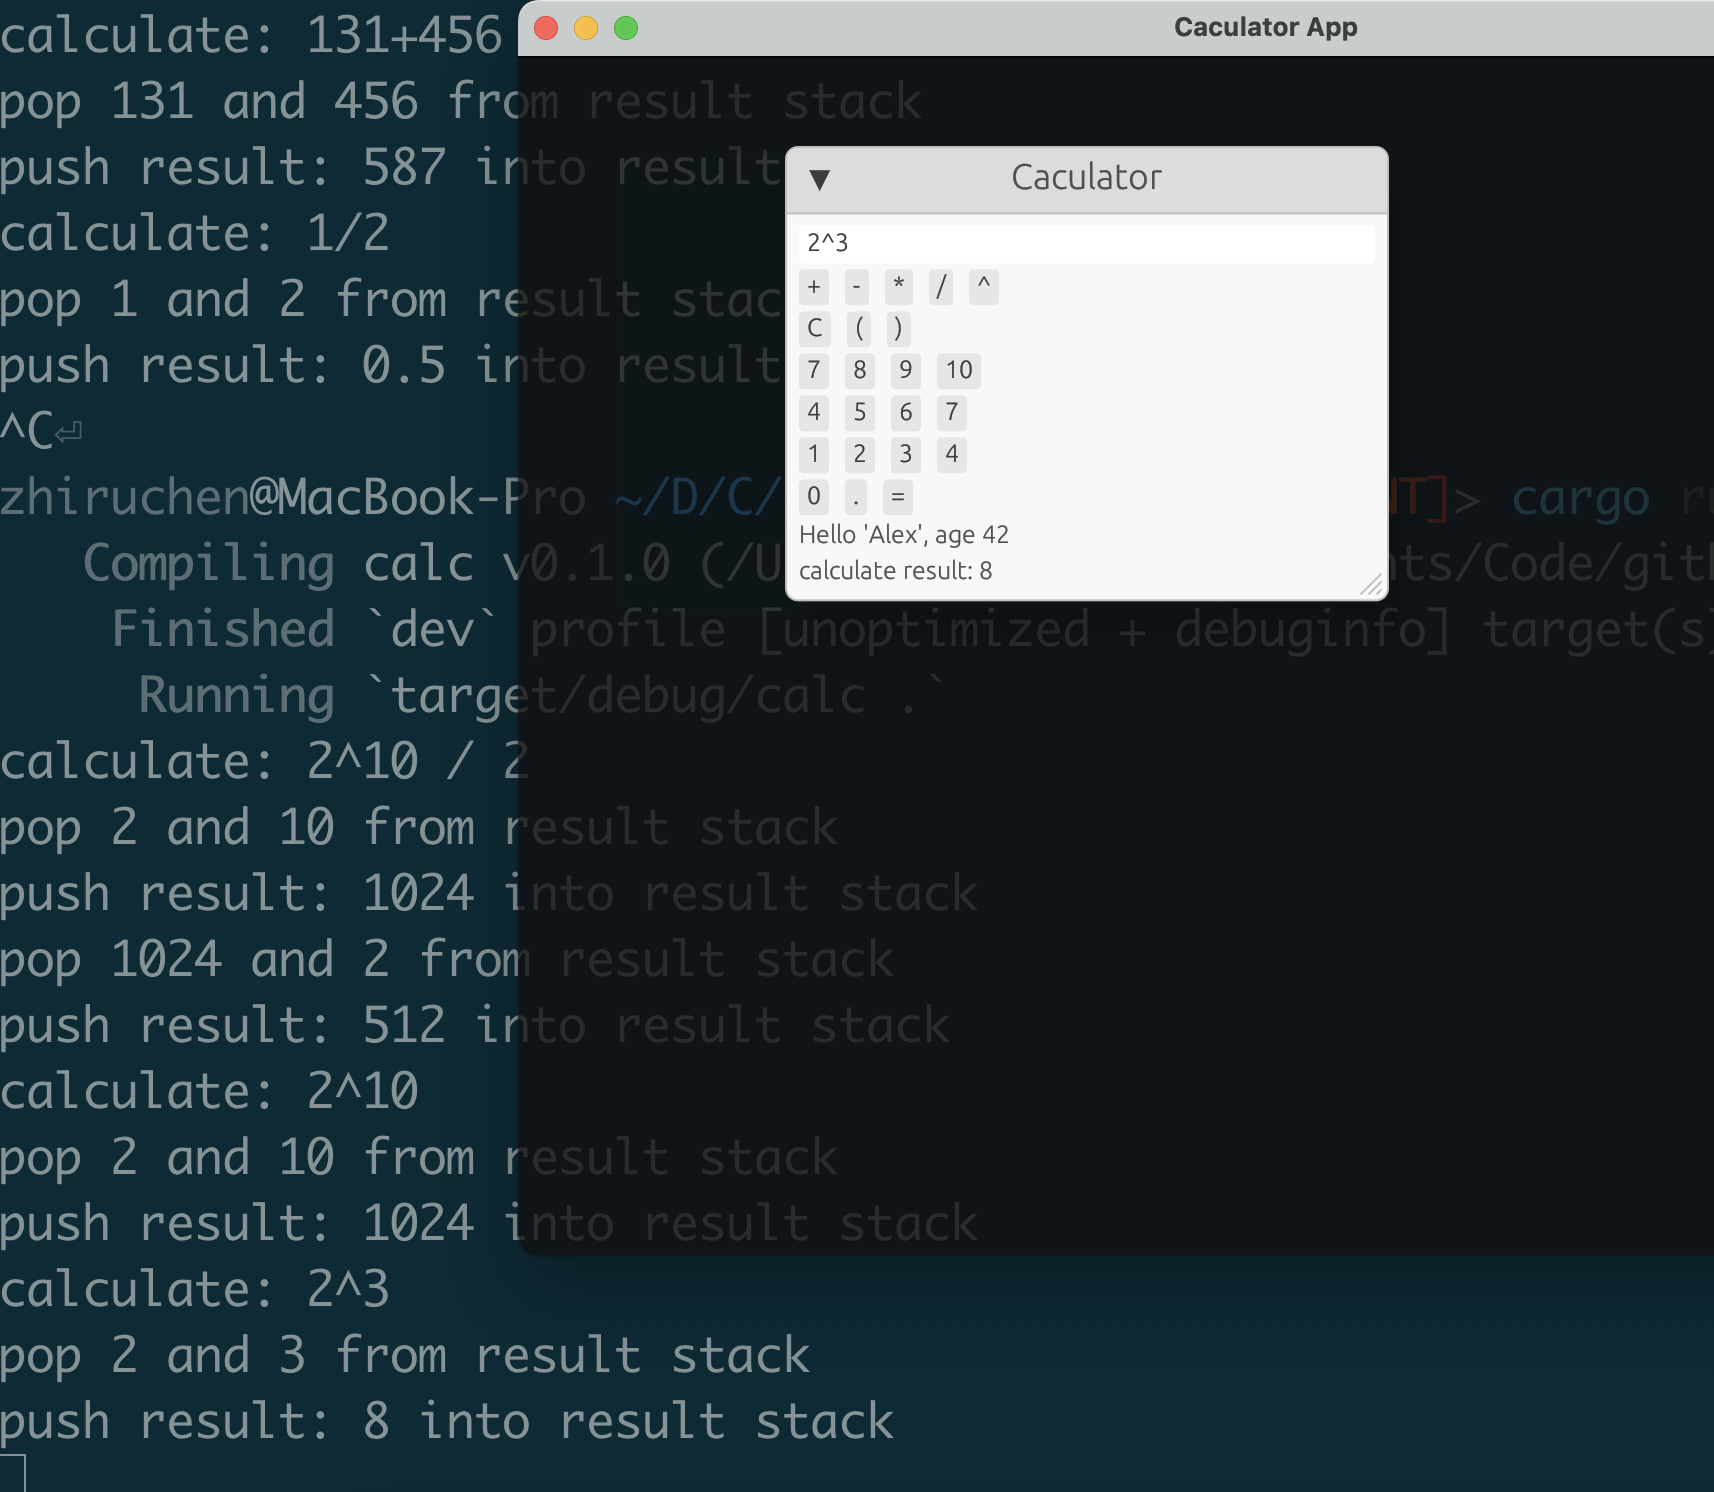 calculate: 131+456
pop 131 and 456 from result stack
push result: 587 into result
calculate: 1/2
pop 1 and 2 from result stac
push result: 0.5 into result
^C⏎
zhiruchen@MacBook-Pro ~/D/C/ NT]> cargo ru
Compiling calc v0.1.0 (/U nts/Code/gith
Finished `dev` profile [unoptimized + debuginfo] target(s)
Running `target/debug/calc .`
calculate: 2^10 / 2
pop 2 and 10 from result stack
push result: 1024 into result stack
pop 1024 and 2 from result stack
push result: 512 into result stack
calculate: 2^10
pop 2 and 10 from result stack
push result: 1024 into result stack
calculate: 2^3
pop 2 and 3 from result stack
push result: 8 into result stack
Caculator App
▼ Caculator
2^3
+ - * / ^
C ( )
7 8 9 10
4 5 6 7
1 2 3 4
0 . =
Hello 'Alex', age 42
calculate result: 8